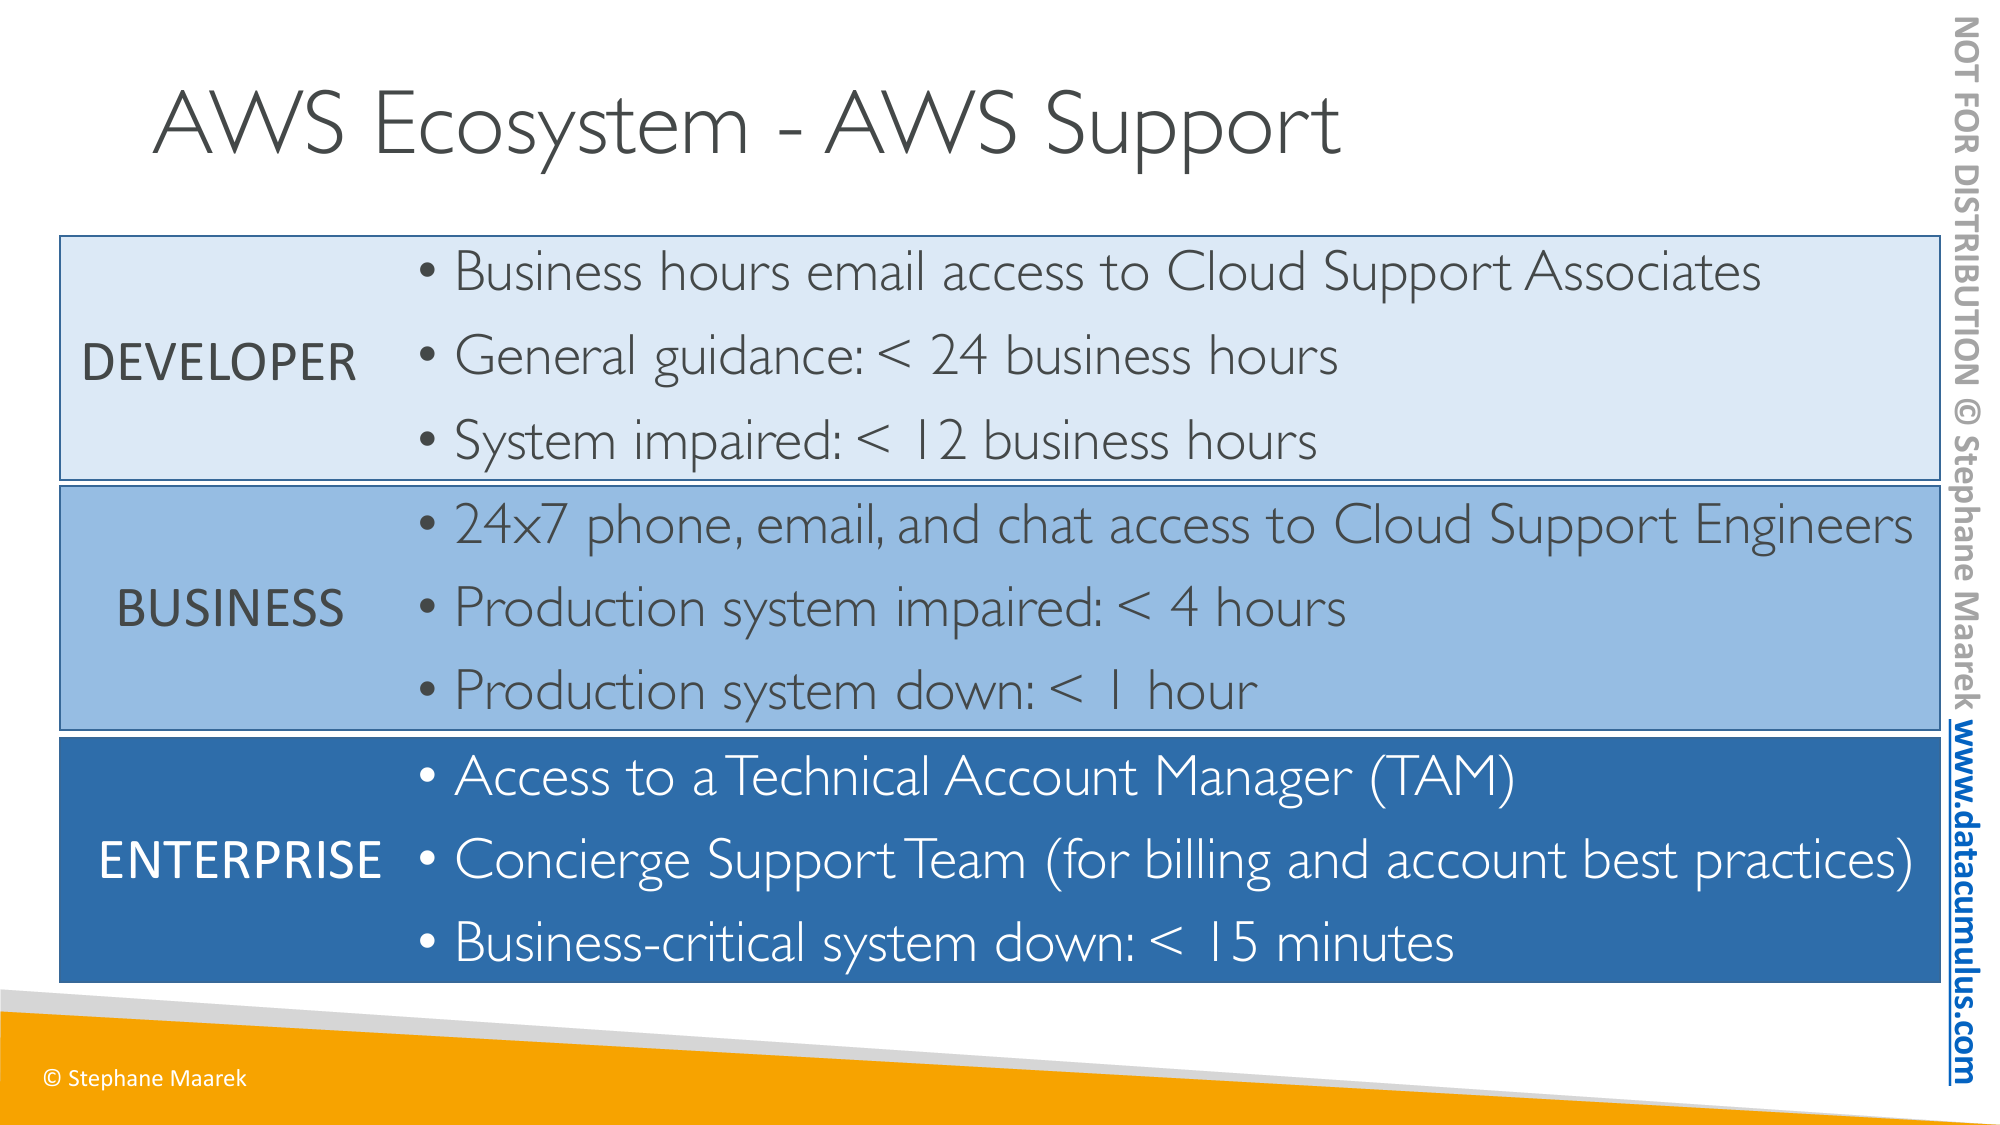 AWS Ecosystem - AWS Support
DEVELOPER
• Business hours email access to Cloud Support Associates
• General guidance: < 24 business hours
• System impaired: < 12 business hours
BUSINESS
• 24x7 phone, email, and chat access to Cloud Support Engineers
• Production system impaired: < 4 hours
• Production system down: < 1 hour
ENTERPRISE
• Access to a Technical Account Manager (TAM)
• Concierge Support Team (for billing and account best practices)
• Business-critical system down: < 15 minutes
© Stephane Maarek
NOT FOR DISTRIBUTION © Stephane Maarek www.datacumulus.com